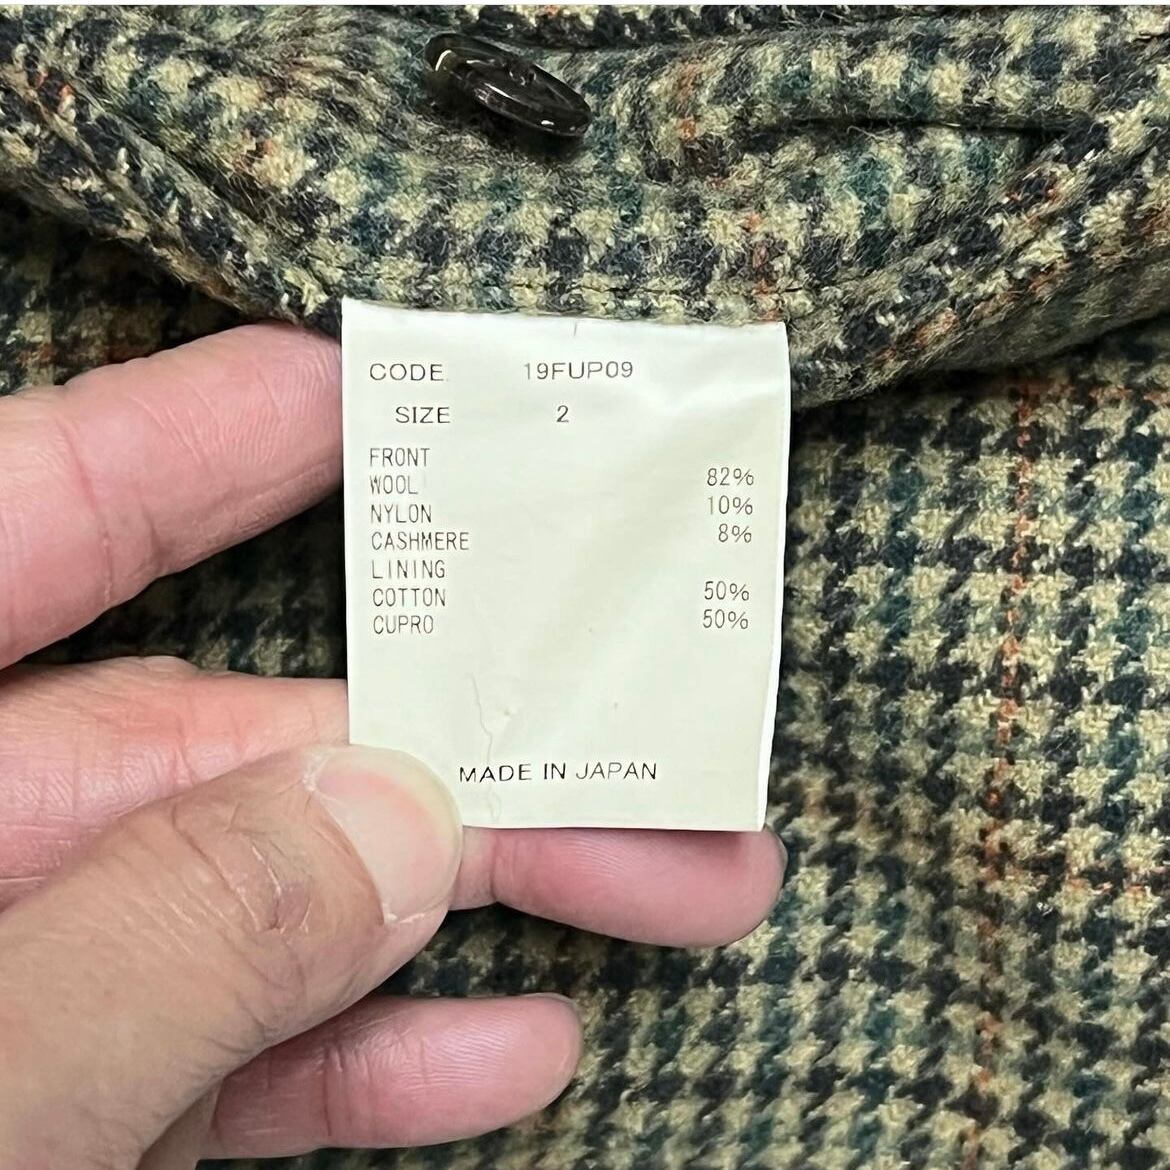 CODE 19FUP09
SIZE 2
FRONT
WOOL 82%
NYLON 10%
CASHMERE 8%
LINING
COTTON 50%
CUPRO 50%
MADE IN JAPAN